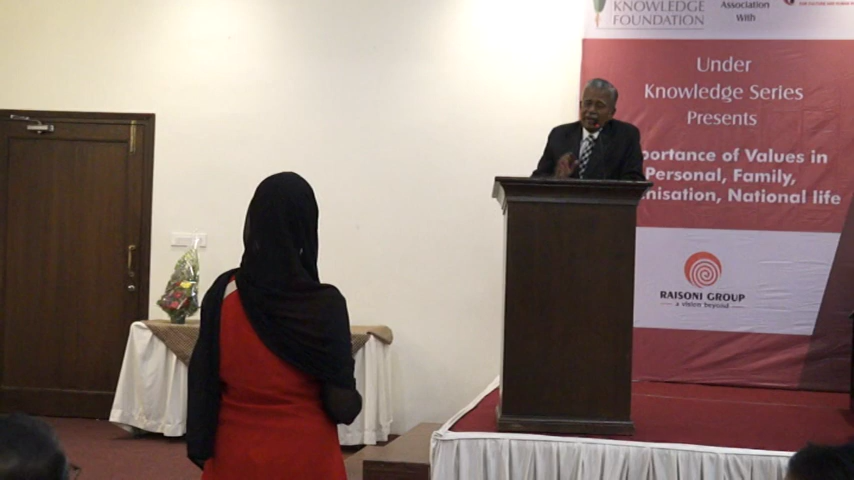 KNOWLEDGE
FOUNDATION
Association
With
Under
Knowledge Series
Presents
portance of Values in
Personal, Family,
nisation, National life
RAISONI GROUP
a vision beyond